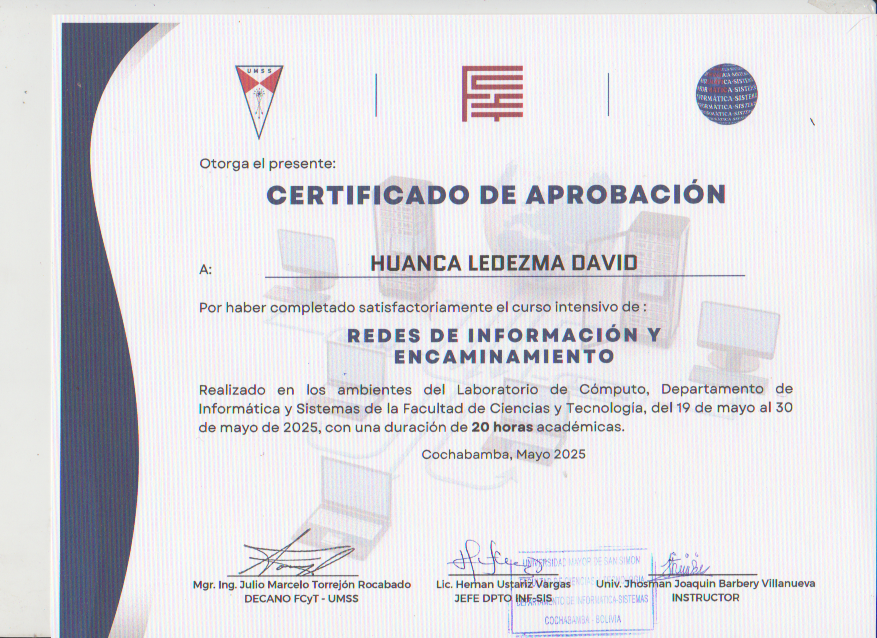 UMSS
Otorga el presente:
CERTIFICADO DE APROBACIÓN
A:
HUANCA LEDEZMA DAVID
Por haber completado satisfactoriamente el curso intensivo de :
REDES DE INFORMACIÓN Y
ENCAMINAMIENTO
Realizado en los ambientes del Laboratorio de Cómputo, Departamento de
Informática y Sistemas de la Facultad de Ciencias y Tecnología, del 19 de mayo al 30
de mayo de 2025, con una duración de 20 horas académicas.
Cochabamba, Mayo 2025
Mgr. Ing. Julio Marcelo Torrejón Rocabado
DECANO FCyT - UMSS
Lic. Hernan Ustariz Vargas
JEFE DPTO INF-SIS
Univ. Jhosman Joaquin Barbery Villanueva
INSTRUCTOR
UNIVERSIDAD MAYOR DE SAN SIMON
DEPARTAMENTO DE INFORMATICA-SISTEMAS
COCHABAMBA - BOLIVIA